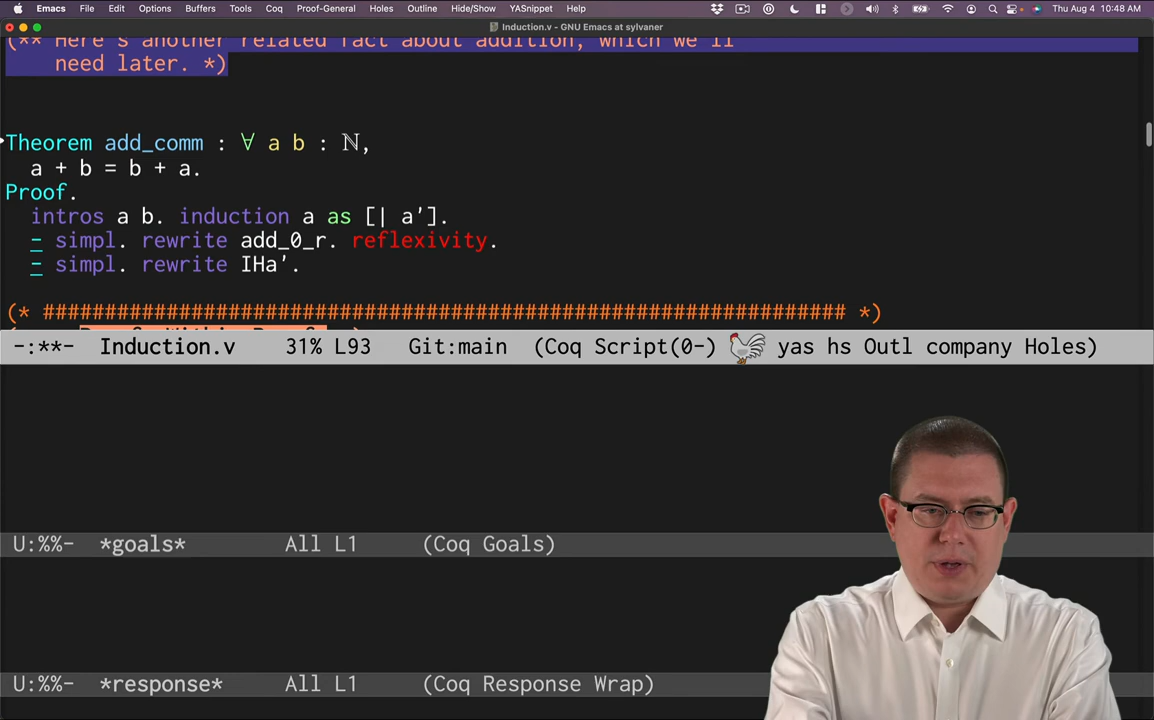 Emacs File Edit Options Buffers Tools Coq Proof-General Holes Outline Hide/Show YASnippet Help Thu Aug 4 10:48 AM
Induction.v - GNU Emacs at sylvaner
(** Here's another related fact about addition, which we'll
need later. *)
Theorem add_comm : ∀ a b : ℕ,
a + b = b + a.
Proof.
intros a b. induction a as [| a'].
- simpl. rewrite add_0_r. reflexivity.
- simpl. rewrite IHa'.
(* ################################################################# *)
-:**- Induction.v 31% L93 Git:main (Coq Script(0-) yas hs Outl company Holes)
U:%%- *goals* All L1 (Coq Goals)
U:%%- *response* All L1 (Coq Response Wrap)